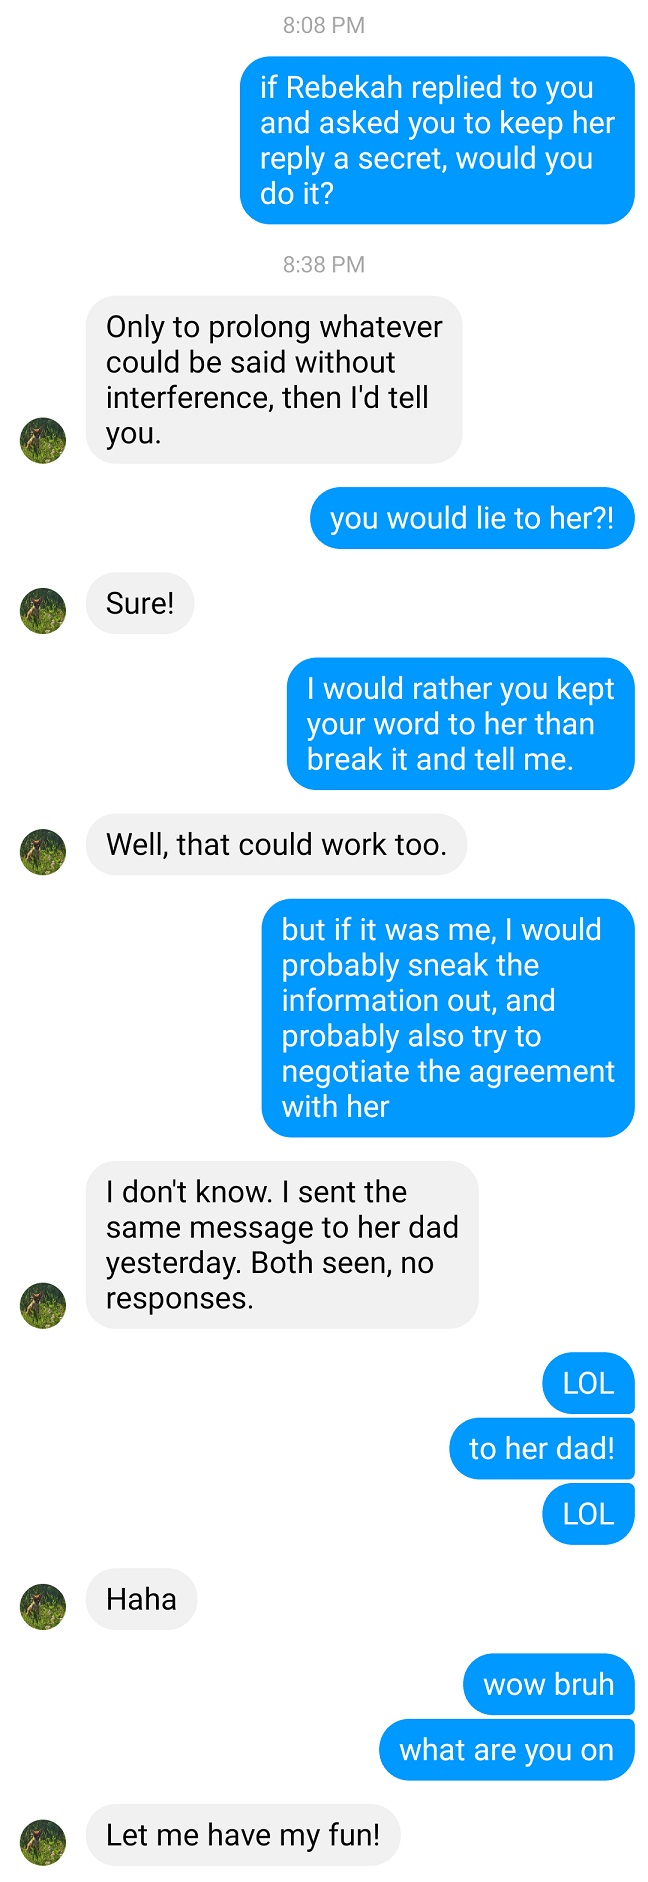 8:08 PM
if Rebekah replied to you
and asked you to keep her
reply a secret, would you
do it?
8:38 PM
Only to prolong whatever
could be said without
interference, then I'd tell
you.
you would lie to her?!
Sure!
I would rather you kept
your word to her than
break it and tell me.
Well, that could work too.
but if it was me, I would
probably sneak the
information out, and
probably also try to
negotiate the agreement
with her
I don't know. I sent the
same message to her dad
yesterday. Both seen, no
responses.
LOL
to her dad!
LOL
Haha
wow bruh
what are you on
Let me have my fun!